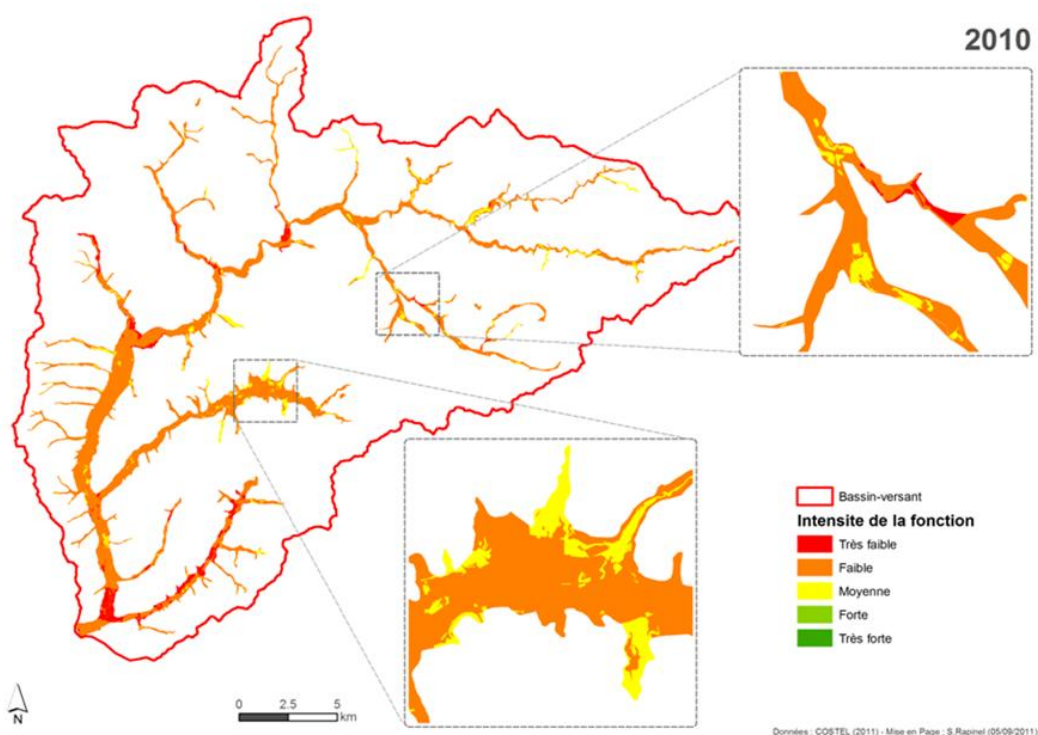 2010
Bassin-versant
Intensite de la fonction
Très faible
Faible
Moyenne
Forte
Très forte
N
0 2.5 5
km
Données : COSTEL (2011) - Mise en Page : S.Rapinel (05/09/2011)